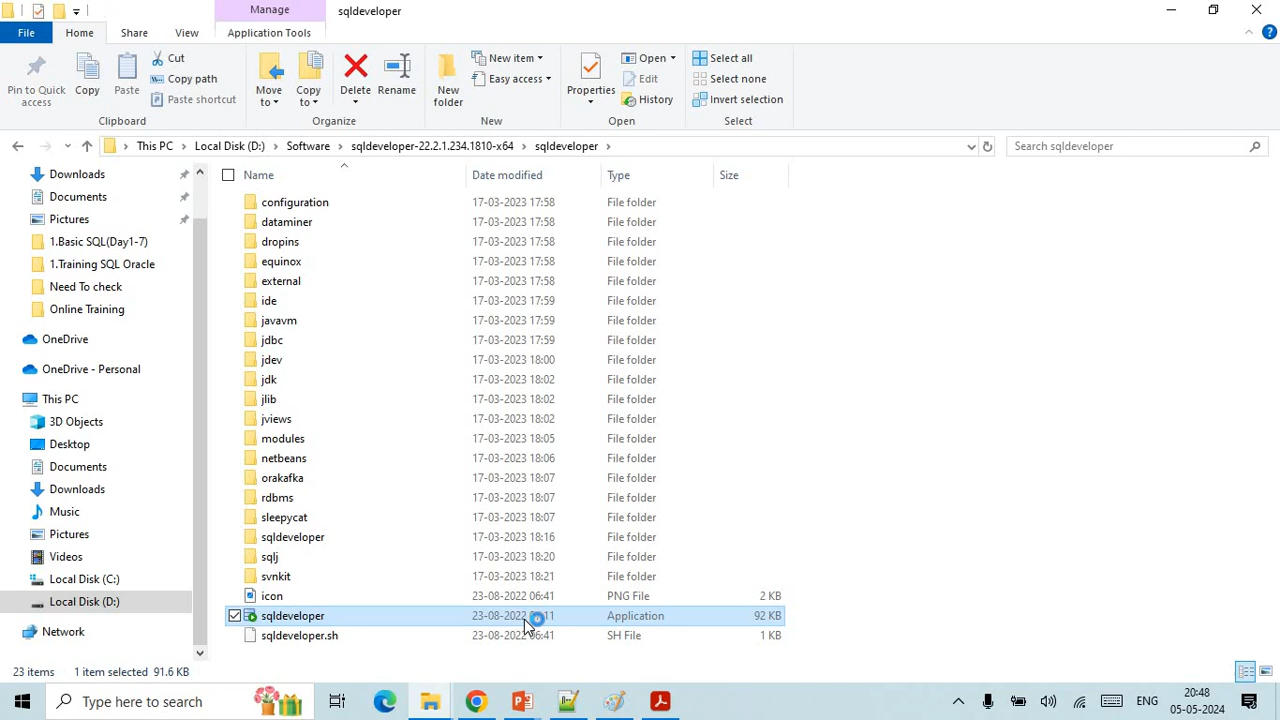 Manage sqldeveloper
File Home Share View Application Tools
Pin to Quick access
Copy
Paste
Cut
Copy path
Paste shortcut
Move to
Copy to
Delete
Rename
New folder
New item
Easy access
Properties
Open
Edit
History
Select all
Select none
Invert selection
Clipboard Organize New Open Select
This PC Local Disk (D:) Software sqldeveloper-22.2.1.234.1810-x64 sqldeveloper Search sqldeveloper
Downloads
Documents
Pictures
1.Basic SQL(Day1-7)
1.Training SQL Oracle
Need To check
Online Training
OneDrive
OneDrive - Personal
This PC
3D Objects
Desktop
Documents
Downloads
Music
Pictures
Videos
Local Disk (C:)
Local Disk (D:)
Network
Name Date modified Type Size
configuration 17-03-2023 17:58 File folder
dataminer 17-03-2023 17:58 File folder
dropins 17-03-2023 17:58 File folder
equinox 17-03-2023 17:58 File folder
external 17-03-2023 17:58 File folder
ide 17-03-2023 17:59 File folder
javavm 17-03-2023 17:59 File folder
jdbc 17-03-2023 17:59 File folder
jdev 17-03-2023 18:00 File folder
jdk 17-03-2023 18:02 File folder
jlib 17-03-2023 18:02 File folder
jviews 17-03-2023 18:02 File folder
modules 17-03-2023 18:05 File folder
netbeans 17-03-2023 18:06 File folder
orakafka 17-03-2023 18:07 File folder
rdbms 17-03-2023 18:07 File folder
sleepycat 17-03-2023 18:07 File folder
sqldeveloper 17-03-2023 18:16 File folder
sqlj 17-03-2023 18:20 File folder
svnkit 17-03-2023 18:21 File folder
icon 23-08-2022 06:41 PNG File 2 KB
sqldeveloper 23-08-2022 Application 92 KB
sqldeveloper.sh 23-08-2022 06:41 SH File 1 KB
23 items 1 item selected 91.6 KB
Type here to search
ENG
20:48
05-05-2024